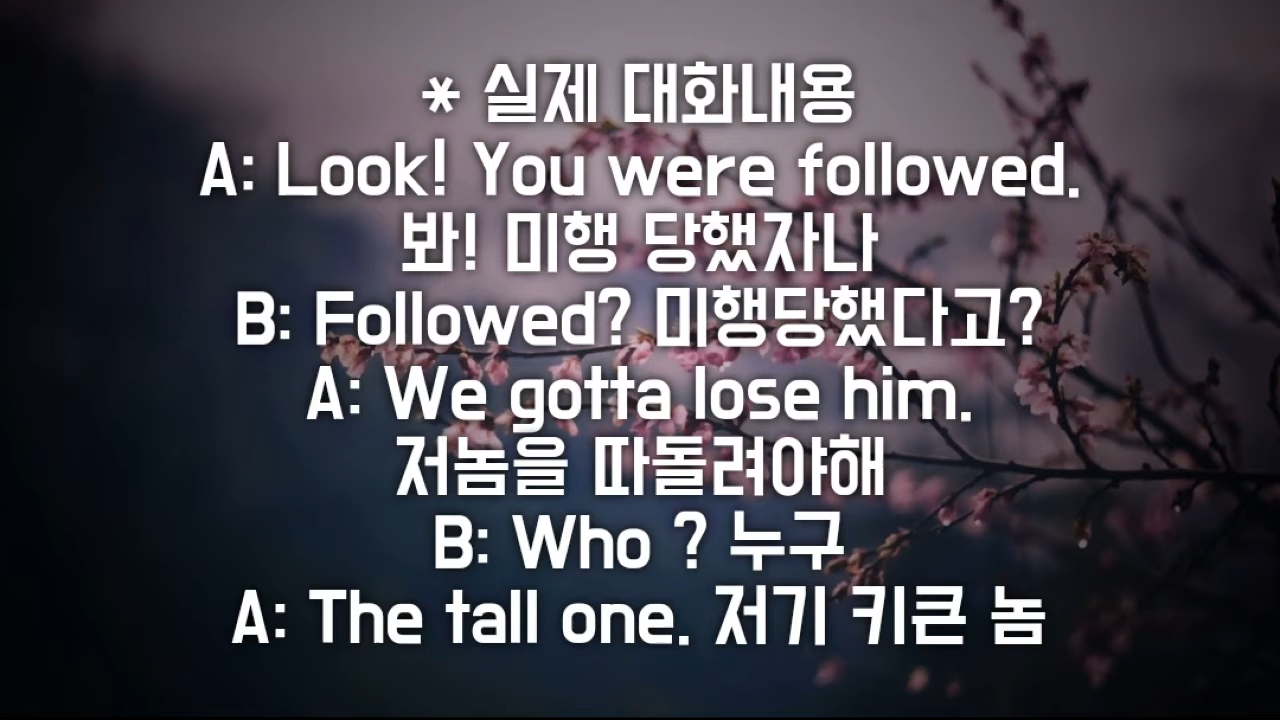 * 실제 대화내용
A: Look! You were followed.
봐! 미행 당했자나
B: Followed? 미행당했다고?
A: We gotta lose him.
저놈을 따돌려야해
B: Who ? 누구
A: The tall one. 저기 키큰 놈